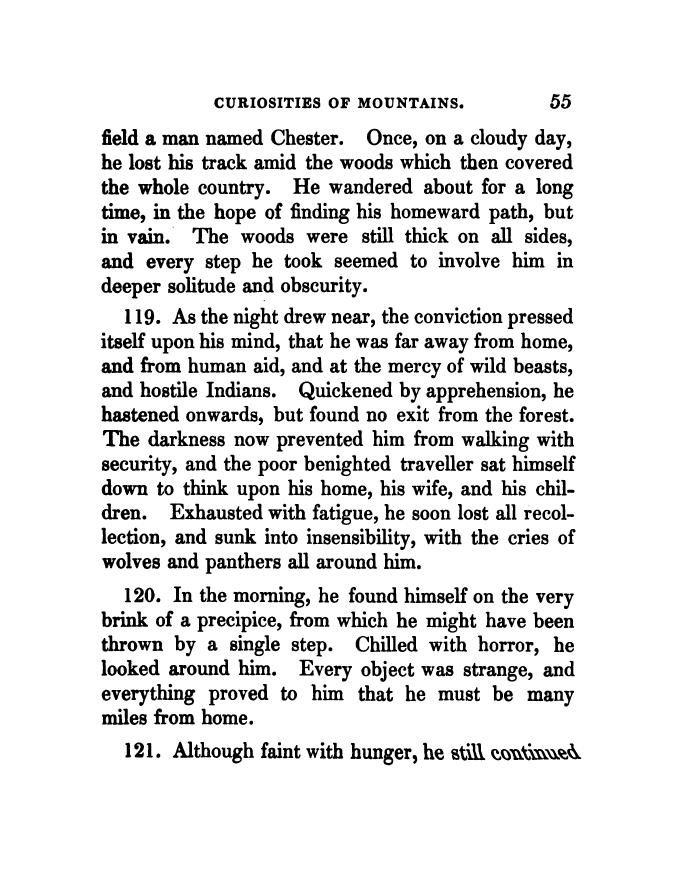 CURIOSITIES OF MOUNTAINS. 55
field a man named Chester. Once, on a cloudy day,
he lost his track amid the woods which then covered
the whole country. He wandered about for a long
time, in the hope of finding his homeward path, but
in vain. The woods were still thick on all sides,
and every step he took seemed to involve him in
deeper solitude and obscurity.
119. As the night drew near, the conviction pressed
itself upon his mind, that he was far away from home,
and from human aid, and at the mercy of wild beasts,
and hostile Indians. Quickened by apprehension, he
hastened onwards, but found no exit from the forest.
The darkness now prevented him from walking with
security, and the poor benighted traveller sat himself
down to think upon his home, his wife, and his chil-
dren. Exhausted with fatigue, he soon lost all recol-
lection, and sunk into insensibility, with the cries of
wolves and panthers all around him.
120. In the morning, he found himself on the very
brink of a precipice, from which he might have been
thrown by a single step. Chilled with horror, he
looked around him. Every object was strange, and
everything proved to him that he must be many
miles from home.
121. Although faint with hunger, he still continued